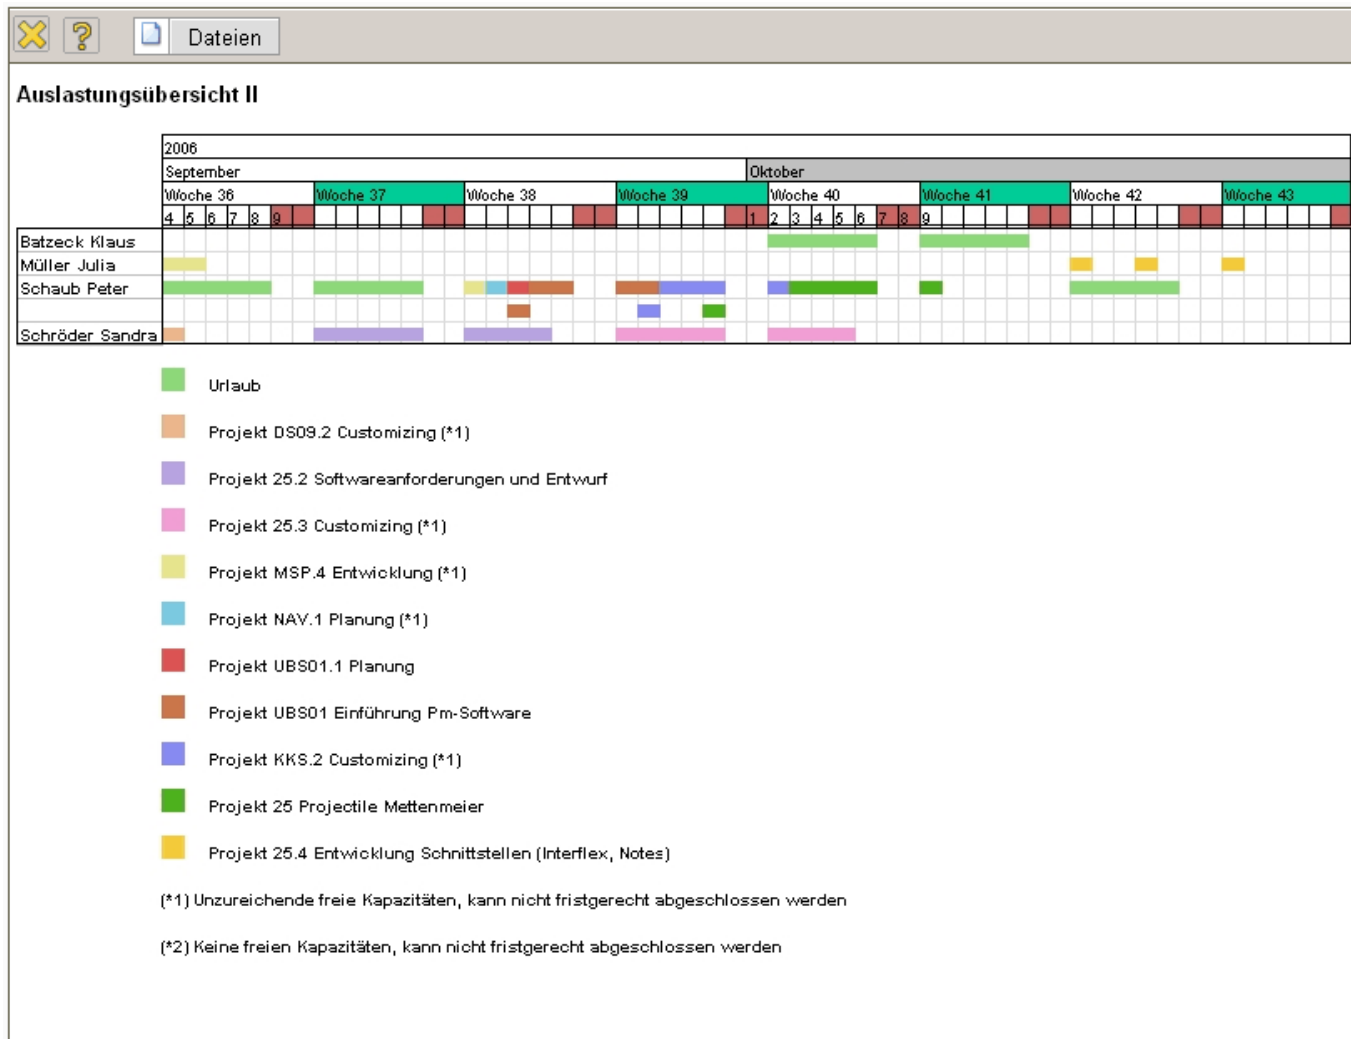 Dateien
Auslastungsübersicht II
2006
September Oktober
Woche 36 Woche 37 Woche 38 Woche 39 Woche 40 Woche 41 Woche 42 Woche 43
4 5 6 7 8 9 1 2 3 4 5 6 7 8 9
Batzeck Klaus
Müller Julia
Schaub Peter
Schröder Sandra
Urlaub
Projekt DS09.2 Customizing (*1)
Projekt 25.2 Softwareanforderungen und Entwurf
Projekt 25.3 Customizing (*1)
Projekt MSP.4 Entwicklung (*1)
Projekt NAV.1 Planung (*1)
Projekt UBS01.1 Planung
Projekt UBS01 Einführung Pm-Software
Projekt KKS.2 Customizing (*1)
Projekt 25 Projectile Mettenmeier
Projekt 25.4 Entwicklung Schnittstellen (Interflex, Notes)
(*1) Unzureichende freie Kapazitäten, kann nicht fristgerecht abgeschlossen werden
(*2) Keine freien Kapazitäten, kann nicht fristgerecht abgeschlossen werden